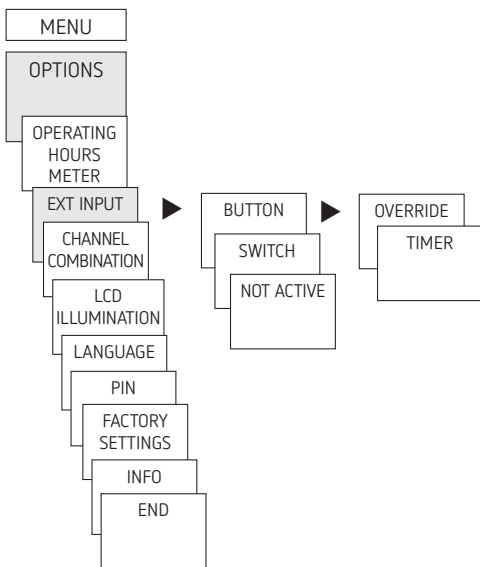 MENU
OPTIONS
OPERATING
HOURS
METER
EXT INPUT
CHANNEL
COMBINATION
LCD
ILLUMINATION
LANGUAGE
PIN
FACTORY
SETTINGS
INFO
END
BUTTON
SWITCH
NOT ACTIVE
OVERRIDE
TIMER